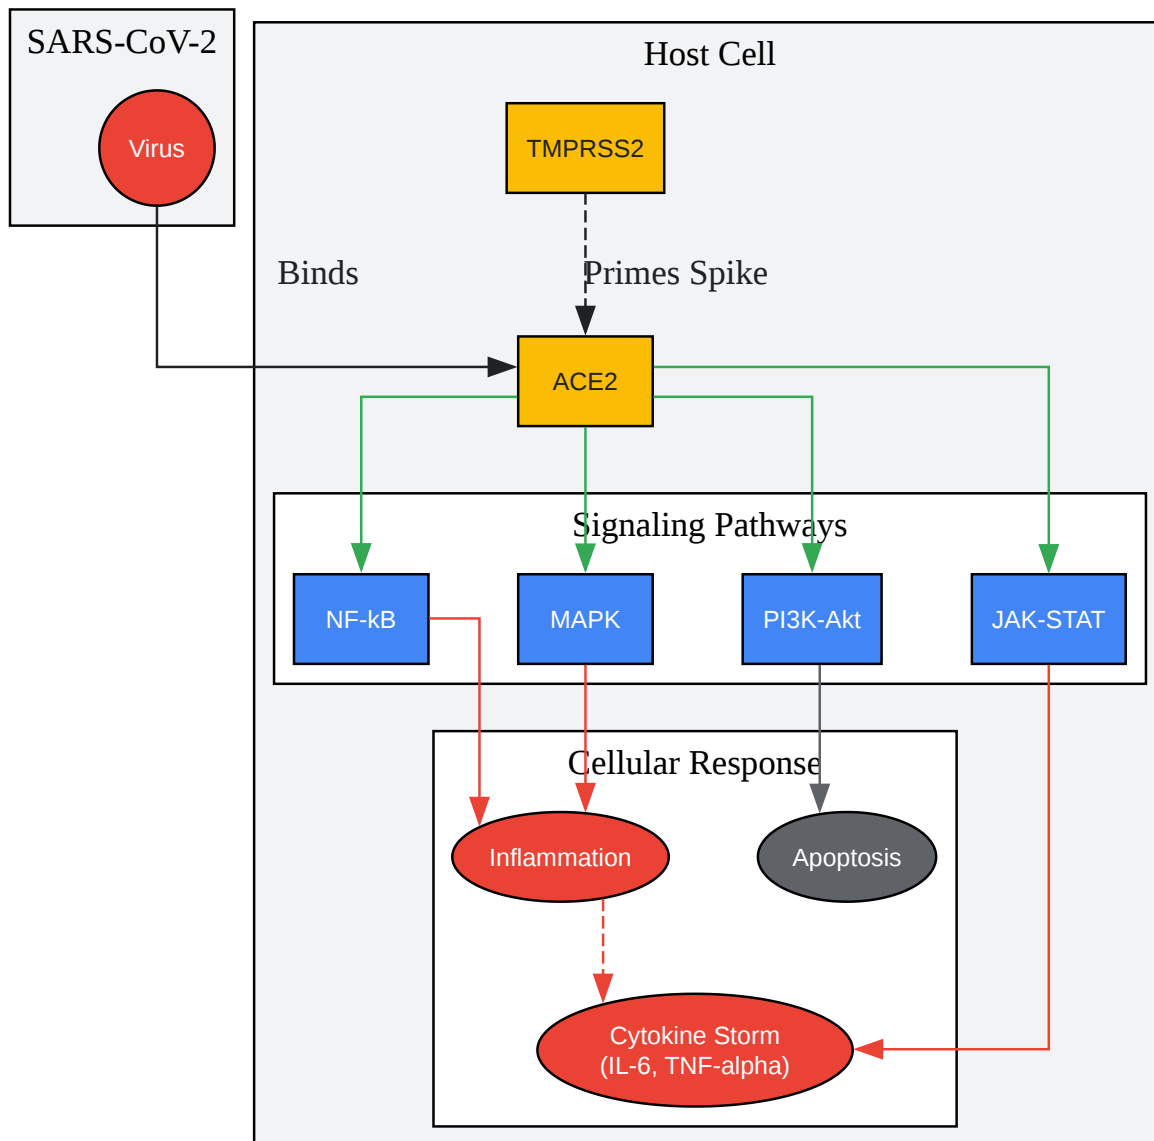 SARS-CoV-2
Host Cell
Virus
TMPRSS2
Binds
Primes Spike
ACE2
Signaling Pathways
NF-kB
MAPK
PI3K-Akt
JAK-STAT
Cellular Response
Inflammation
Apoptosis
Cytokine Storm
(IL-6, TNF-alpha)